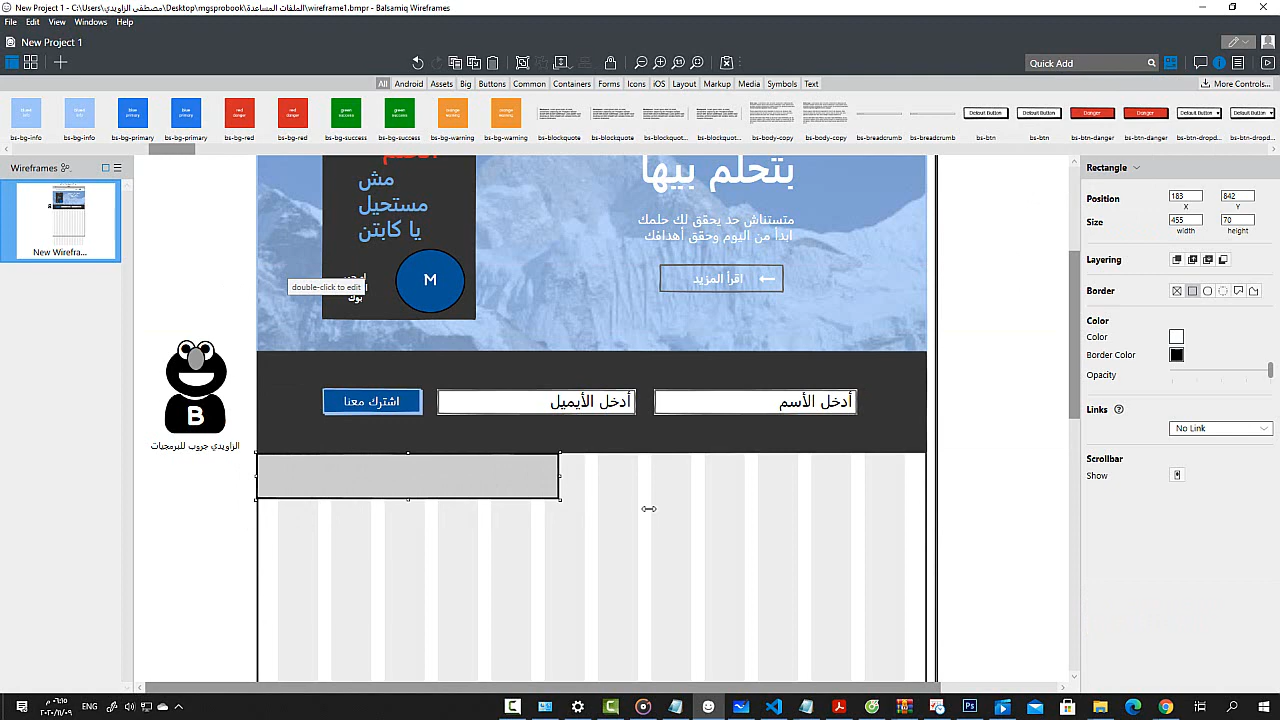 New Project 1 - C:\Users\مصطفى الزاويدي\Desktop\mgsprobook\الملفات المساعدة\wireframe1.bmpr - Balsamiq Wireframes
File Edit View Windows Help
New Project 1
Quick Add
All Android Assets Big Buttons Common Containers Forms Icons iOS Layout Markup Media Symbols Text
More Controls...
bs-bg-info bs-bg-info bs-bg-primary bs-bg-primary bs-bg-red bs-bg-red bs-bg-success bs-bg-success bs-bg-warning bs-bg-warning bs-blockquote bs-blockquote bs-blockquot... bs-blockquot... bs-body-copy bs-body-copy bs-breadcrumb bs-breadcrumb bs-btn bs-btn bs-btn-danger bs-btn-danger bs-btn-dropd... bs-btn-dropd...
Default Button Default Button Danger Danger Default Button Default Button
Wireframes
New Wirefra...
بتحلم بيها
متستناش حد يحقق لك حلمك
ابدأ من اليوم وحقق أهدافك
اقرأ المزيد
مش
مستحيل
يا كابتن
M
بوك
double-click to edit
B
الزاويدي جروب للبرمجيات
أدخل الأسم
أدخل الأيميل
اشترك معنا
Rectangle
Position
183 842
X Y
Size
455 70
width height
Layering
Border
Color
Color
Border Color
Opacity
Links
No Link
Scrollbar
Show
ENG